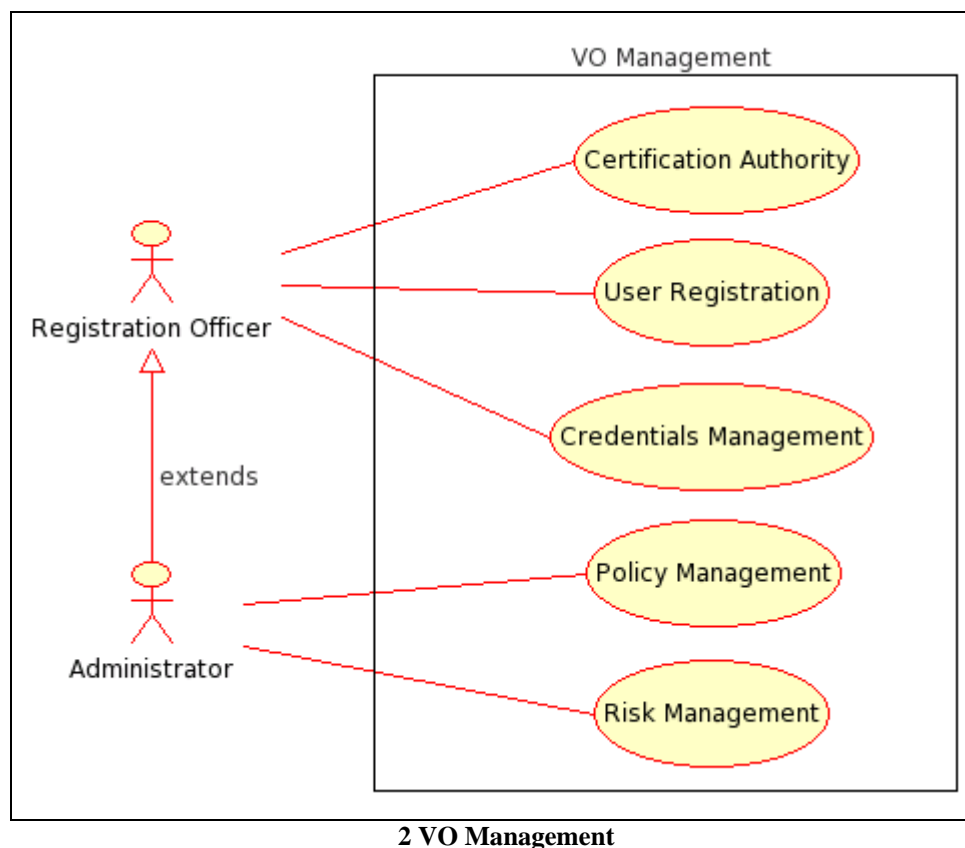 VO Management
Certification Authority
User Registration
Registration Officer
Credentials Management
extends
Policy Management
Administrator
Risk Management
2 VO Management